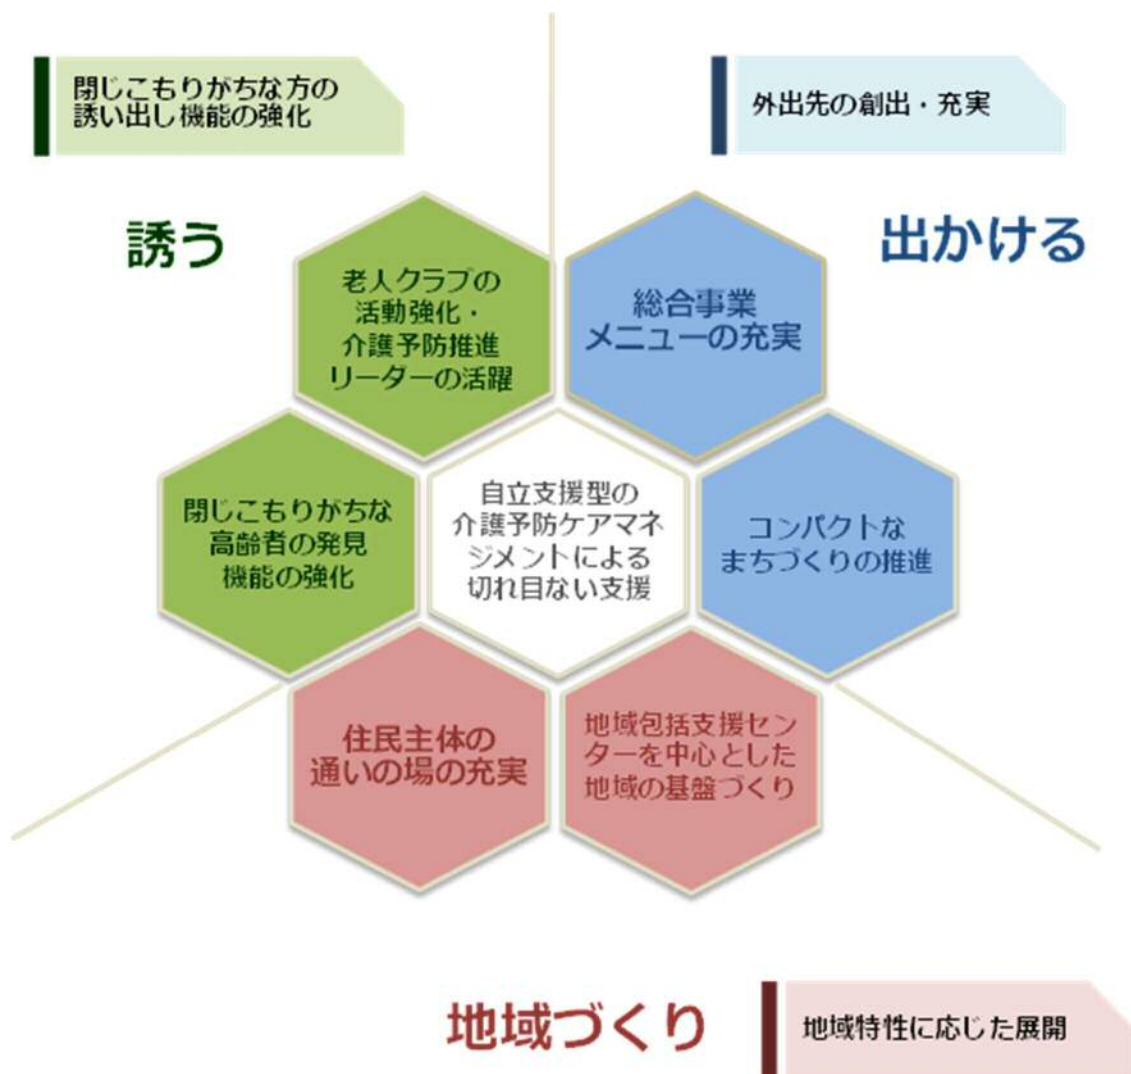 閉じこもりがちな方の
誘い出し機能の強化
外出先の創出・充実
誘う
出かける
老人クラブの
活動強化・
介護予防推進
リーダーの活躍
総合事業
メニューの充実
閉じこもりがちな
高齢者の発見
機能の強化
自立支援型の
介護予防ケアマネ
ジメントによる
切れ目ない支援
コンパクトな
まちづくりの推進
住民主体の
通いの場の充実
地域包括支援セン
ターを中心とした
地域の基盤づくり
地域づくり
地域特性に応じた展開